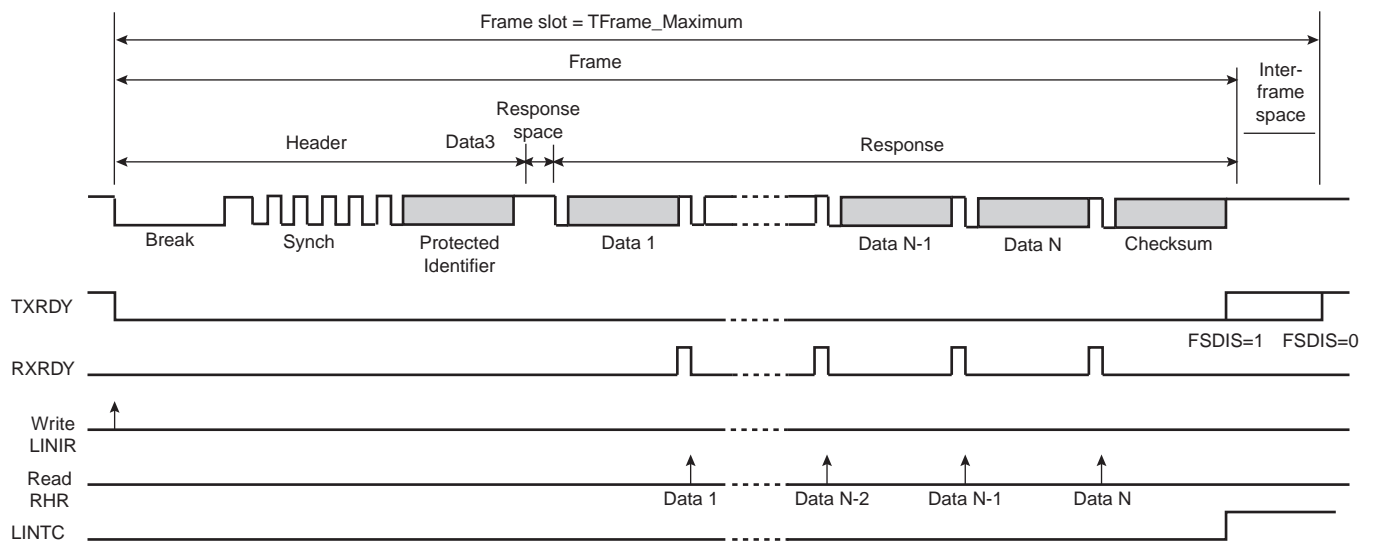 Frame slot = TFrame_Maximum
Frame
Inter-
frame
space
Response
space
Header
Data3
Response
Break
Synch
Protected
Identifier
Data 1
Data N-1
Data N
Checksum
TXRDY
FSDIS=1
FSDIS=0
RXRDY
Write
LINIR
Read
RHR
Data 1
Data N-2
Data N-1
Data N
LINTC